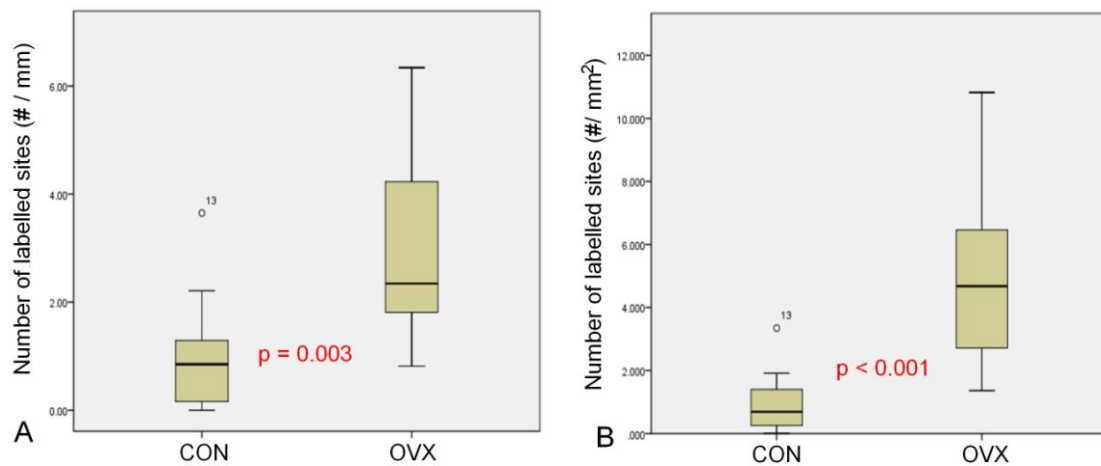 Number of labelled sites (# / mm)
6.00
4.00
2.00
0.00
13
p = 0.003
A
CON OVX
Number of labelled sites (#/ mm²)
12.000
10.000
8.000
6.000
4.000
2.000
.000
13
p < 0.001
B
CON OVX